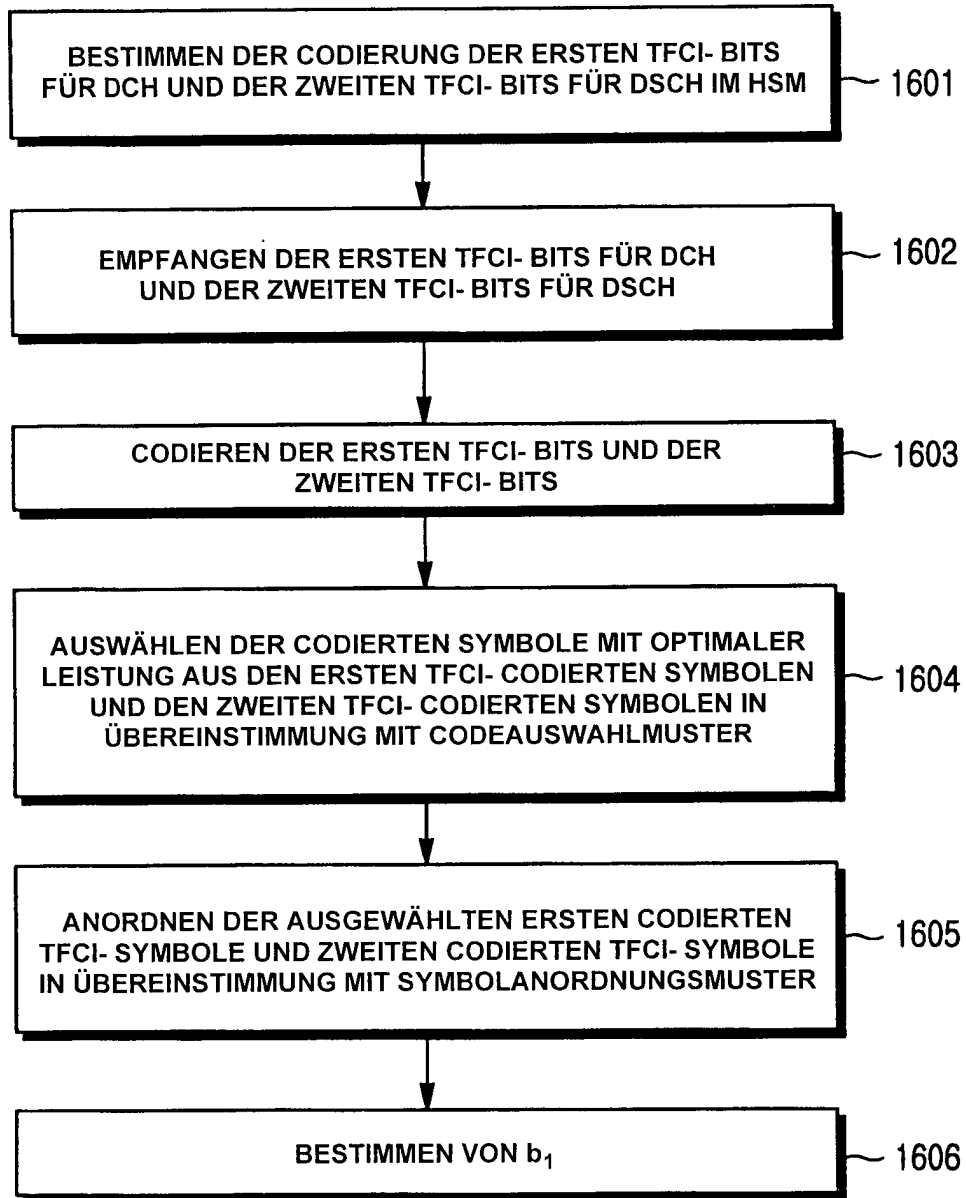 BESTIMMEN DER CODIERUNG DER ERSTEN TFCI- BITS
FÜR DCH UND DER ZWEITEN TFCI- BITS FÜR DSCH IM HSM
1601
EMPFANGEN DER ERSTEN TFCI- BITS FÜR DCH
UND DER ZWEITEN TFCI- BITS FÜR DSCH
1602
CODIEREN DER ERSTEN TFCI- BITS UND DER
ZWEITEN TFCI- BITS
1603
AUSWÄHLEN DER CODIERTEN SYMBOLE MIT OPTIMALER
LEISTUNG AUS DEN ERSTEN TFCI- CODIERTEN SYMBOLEN
UND DEN ZWEITEN TFCI- CODIERTEN SYMBOLEN IN
ÜBEREINSTIMMUNG MIT CODEAUSWAHLMUSTER
1604
ANORDNEN DER AUSGEWÄHLTEN ERSTEN CODIERTEN
TFCI- SYMBOLE UND ZWEITEN CODIERTEN TFCI- SYMBOLE
IN ÜBEREINSTIMMUNG MIT SYMBOLANORDNUNGSMUSTER
1605
BESTIMMEN VON b₁
1606